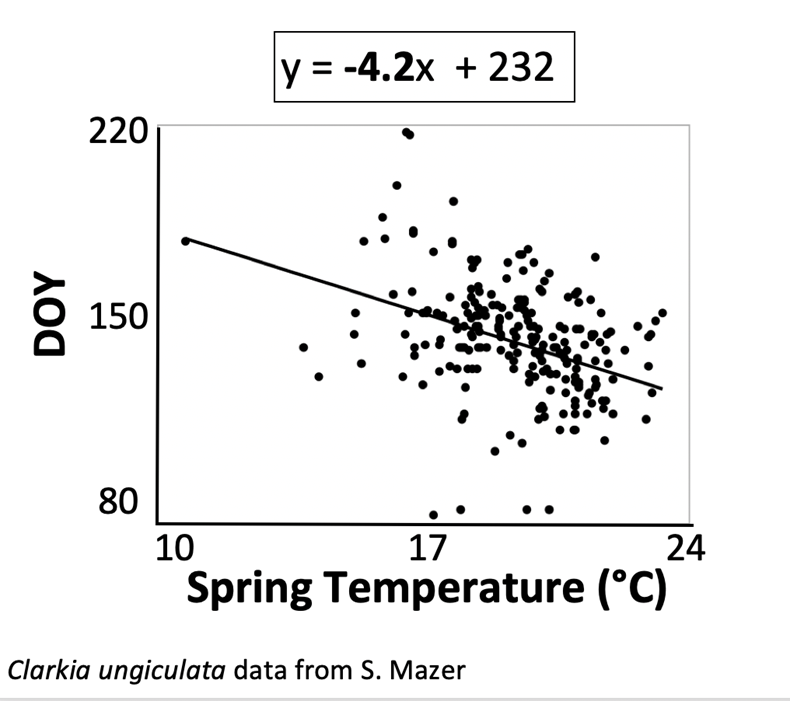 y = -4.2x + 232
220
DOY
150
80
10 17 24
Spring Temperature (°C)
Clarkia ungiculata data from S. Mazer